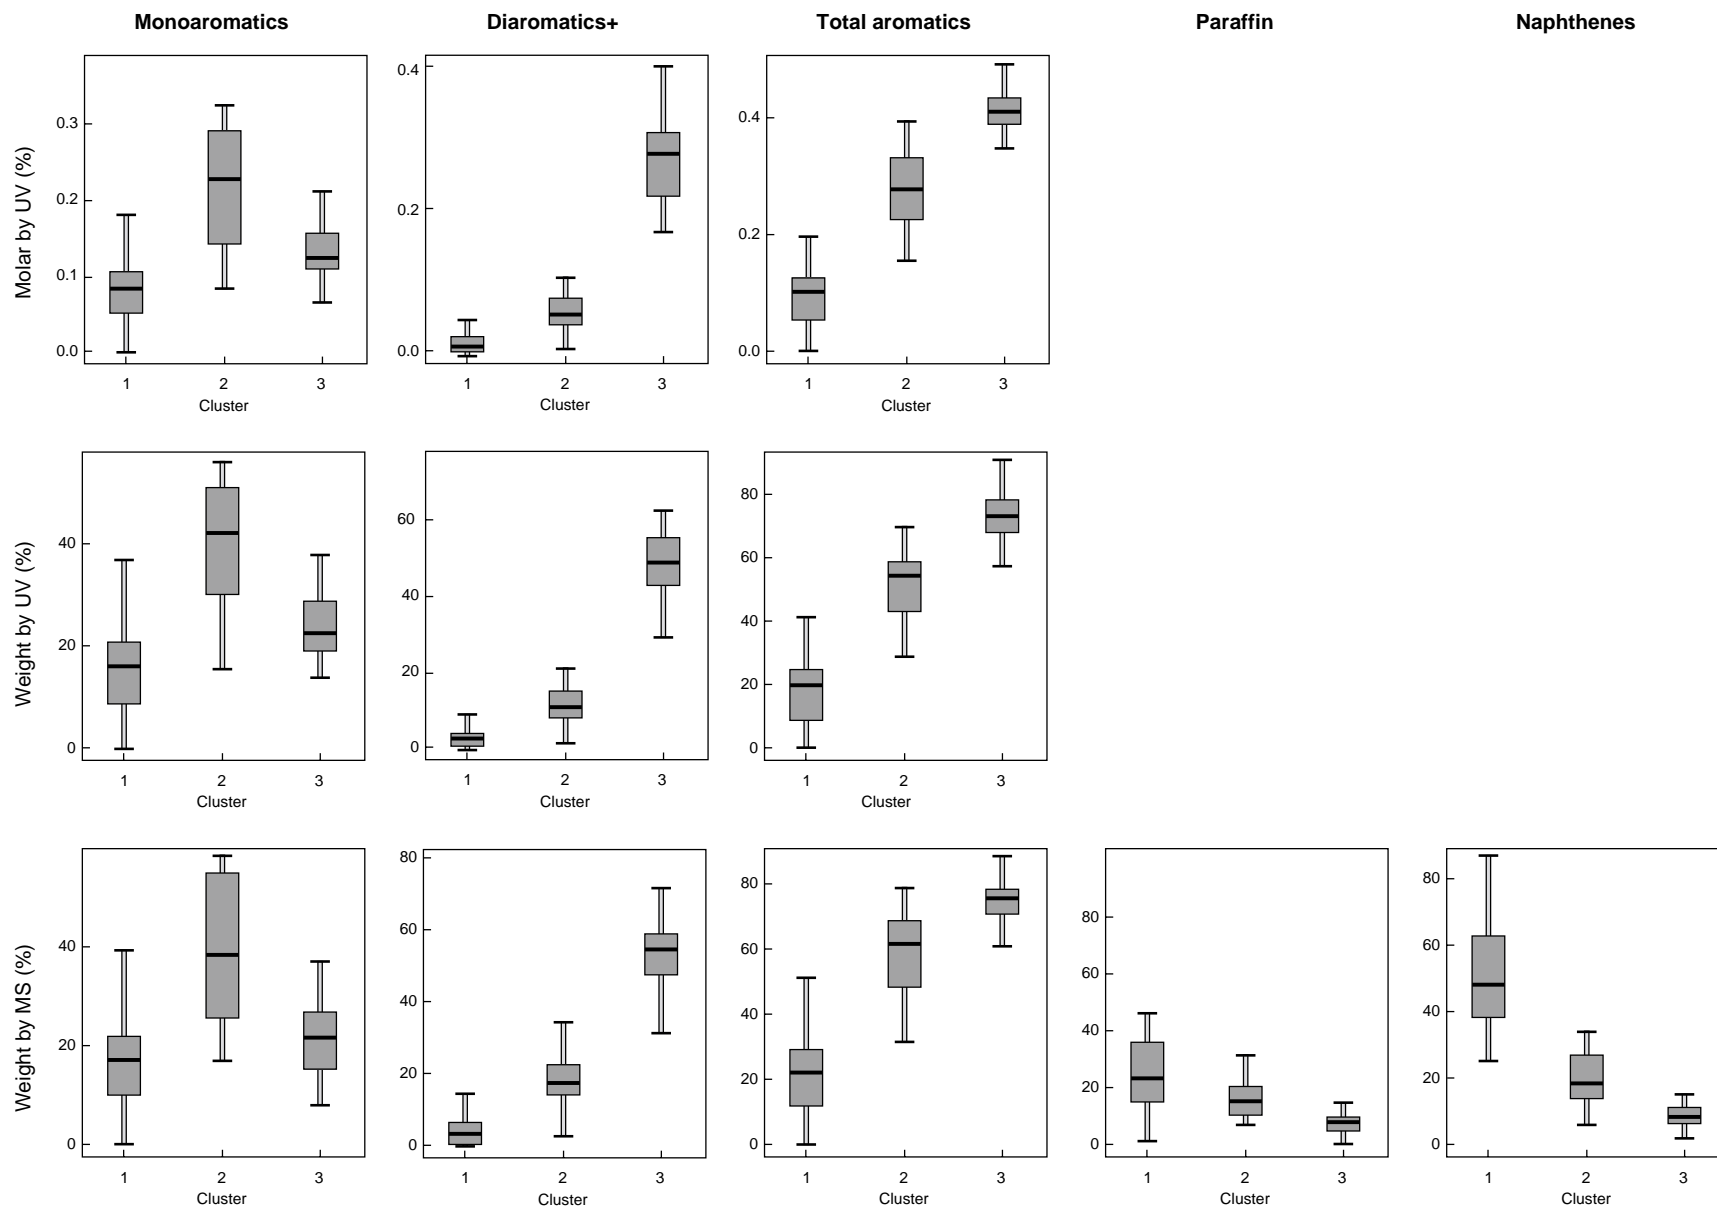 Monoaromatics Diaromatics+ Total aromatics Paraffin Naphthenes
Molar by UV (%)
0.3
0.2
0.1
0.0
1 2 3
Cluster
0.4
0.2
0.0
1 2 3
Cluster
0.4
0.2
0.0
1 2 3
Cluster
Weight by UV (%)
40
20
0
1 2 3
Cluster
60
40
20
0
1 2 3
Cluster
80
60
40
20
0
1 2 3
Cluster
Weight by MS (%)
40
20
0
1 2 3
Cluster
80
60
40
20
0
1 2 3
Cluster
80
60
40
20
0
1 2 3
Cluster
80
60
40
20
0
1 2 3
Cluster
80
60
40
20
0
1 2 3
Cluster